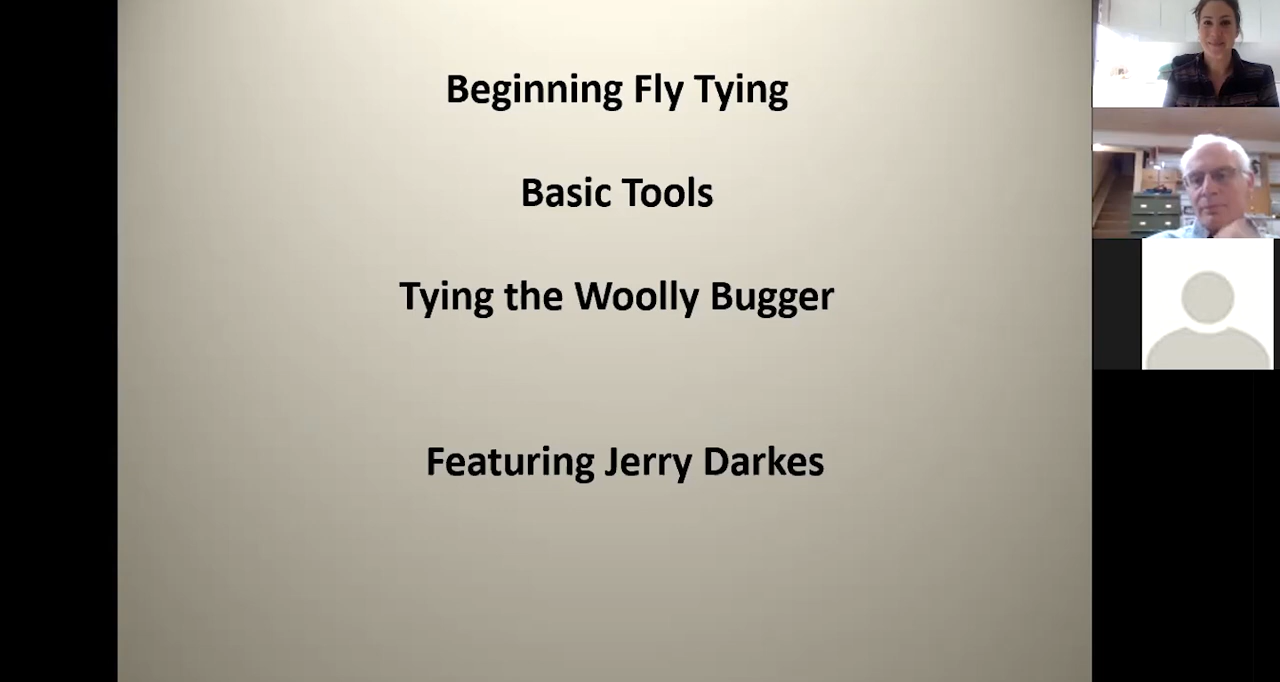 Beginning Fly Tying
Basic Tools
Tying the Woolly Bugger
Featuring Jerry Darkes